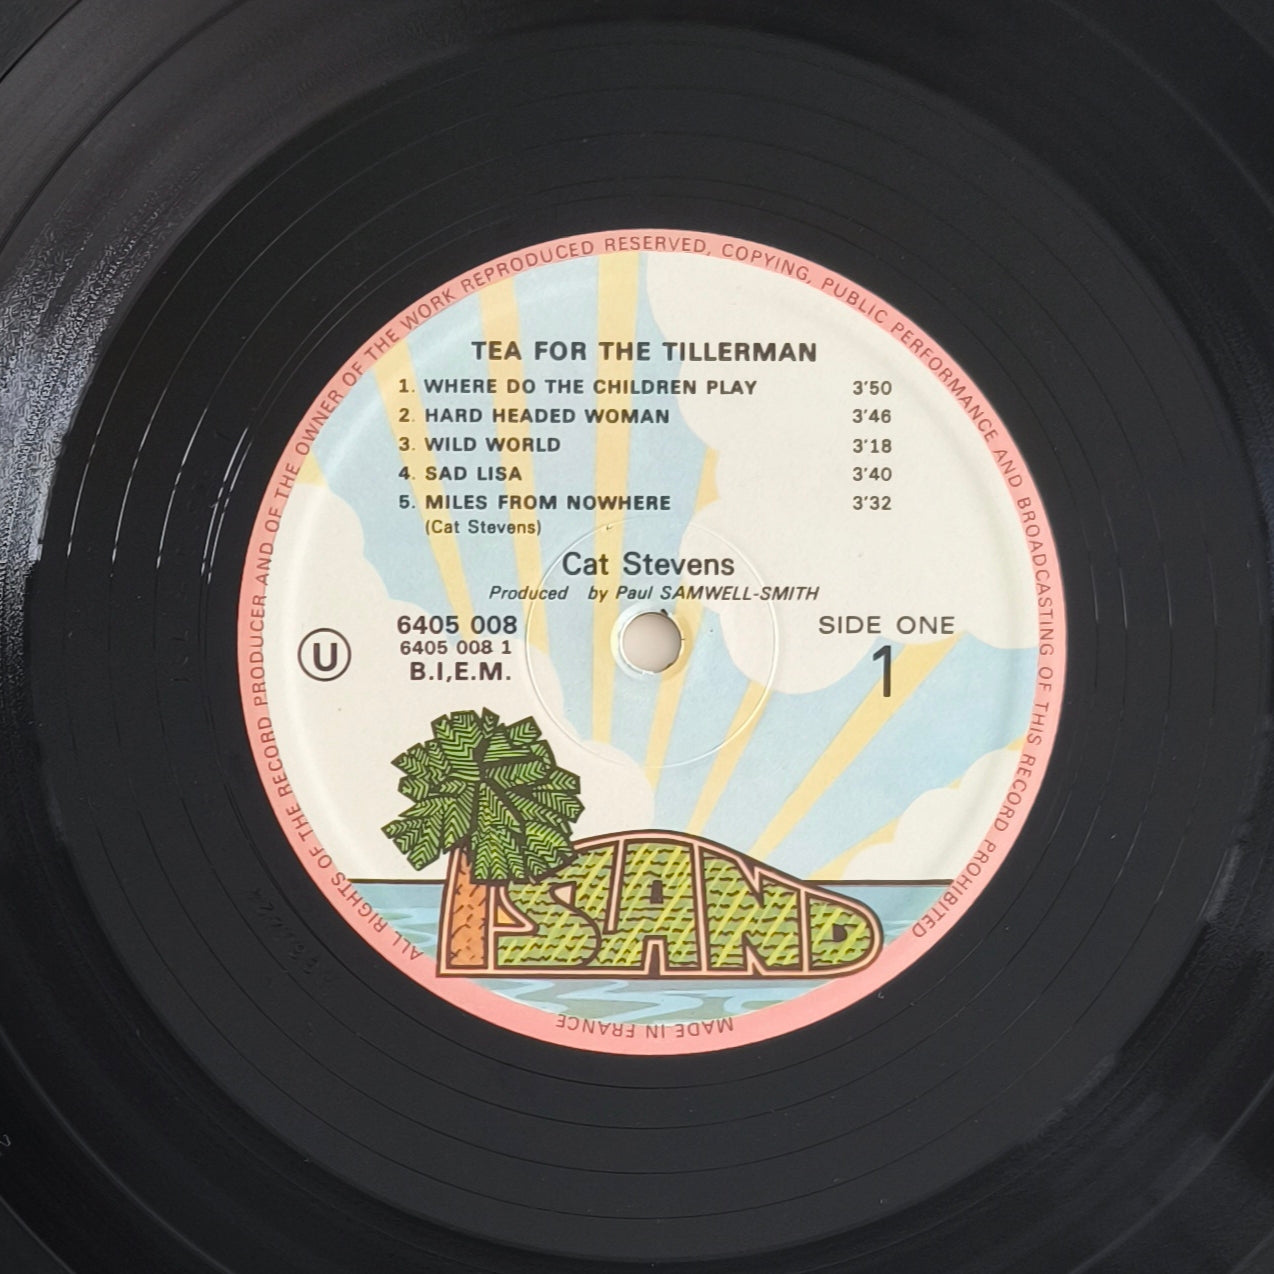 ALL RIGHTS OF THE RECORD PRODUCER AND OF THE OWNER OF THE WORK REPRODUCED RESERVED, COPYING, PUBLIC PERFORMANCE AND BROADCASTING OF THIS RECORD PROHIBITED
TEA FOR THE TILLERMAN
1. WHERE DO THE CHILDREN PLAY 3'50
2. HARD HEADED WOMAN 3'46
3. WILD WORLD 3'18
4. SAD LISA 3'40
5. MILES FROM NOWHERE 3'32
(Cat Stevens)
Cat Stevens
Produced by Paul SAMWELL-SMITH
6405 008 SIDE ONE
6405 008 1
U B.I,E.M. 1
ISLAND
MADE IN FRANCE